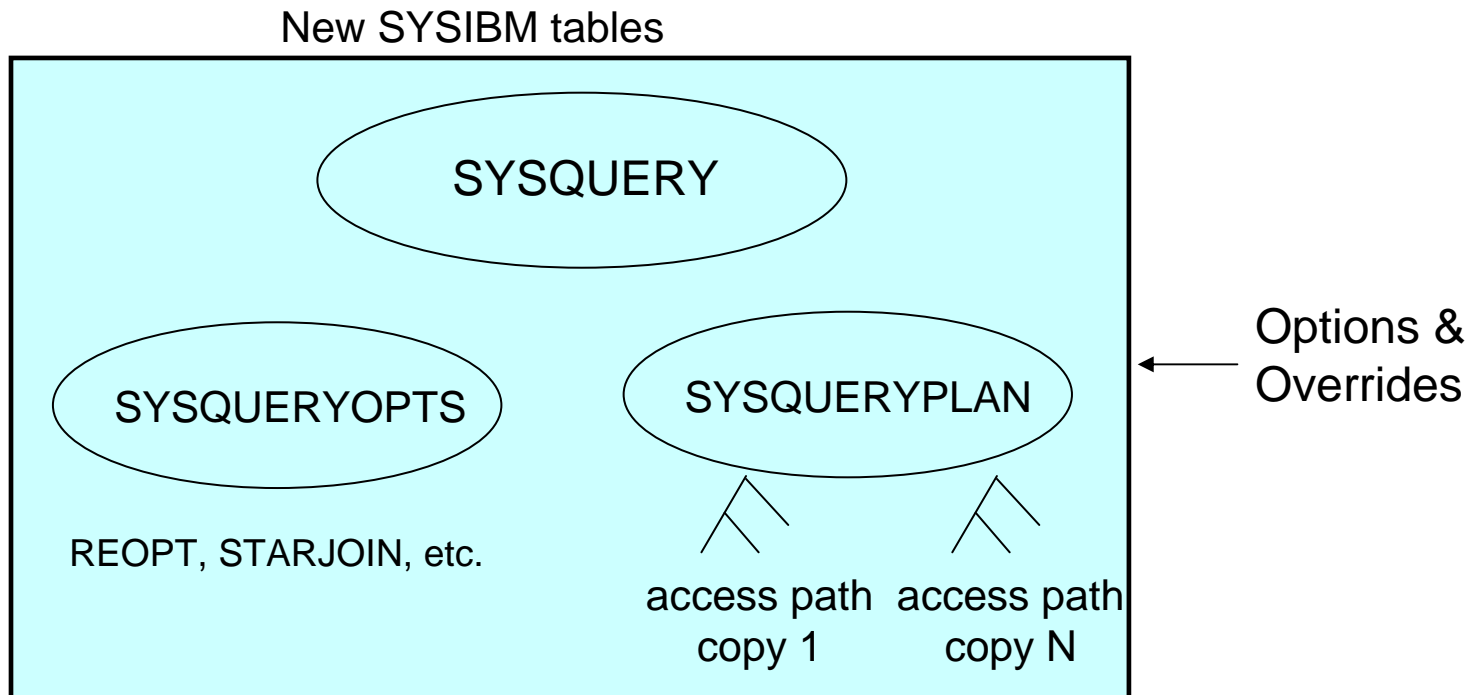 New SYSIBM tables
SYSQUERY
SYSQUERYOPTS
SYSQUERYPLAN
Options &
Overrides
REOPT, STARJOIN, etc.
access path
copy 1
access path
copy N